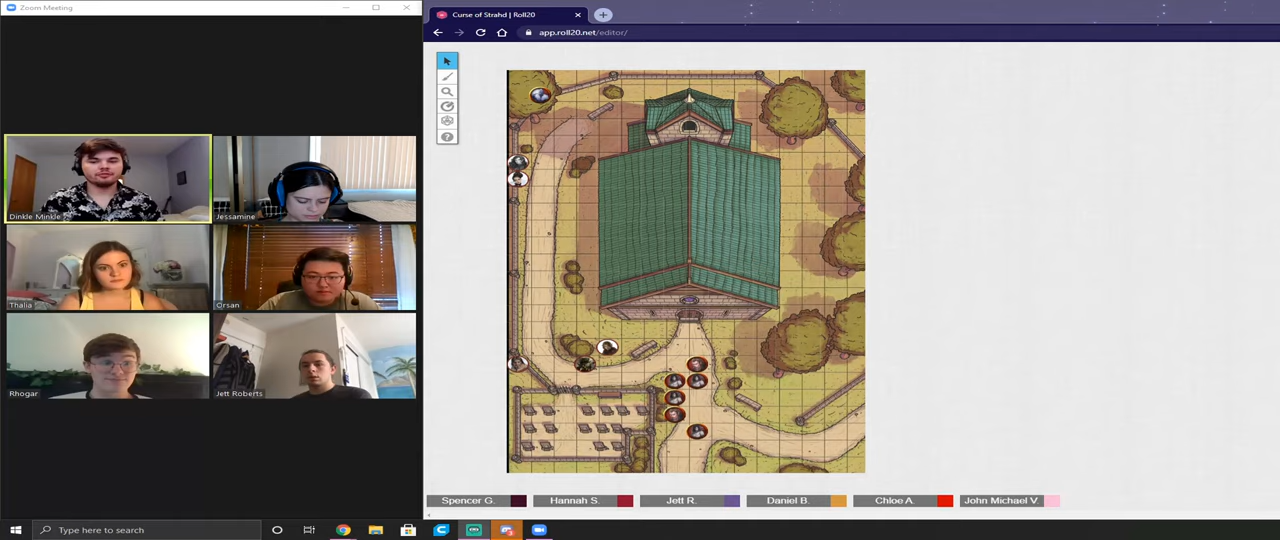 Zoom Meeting
Curse of Strahd | Roll20
app.roll20.net/editor/
Dinkle Minkle
Jessamine
Thalia
Orsan
Rhogar
Jett Roberts
Spencer G.
Hannah S.
Jett R.
Daniel B.
Chloe A.
John Michael V.
Type here to search